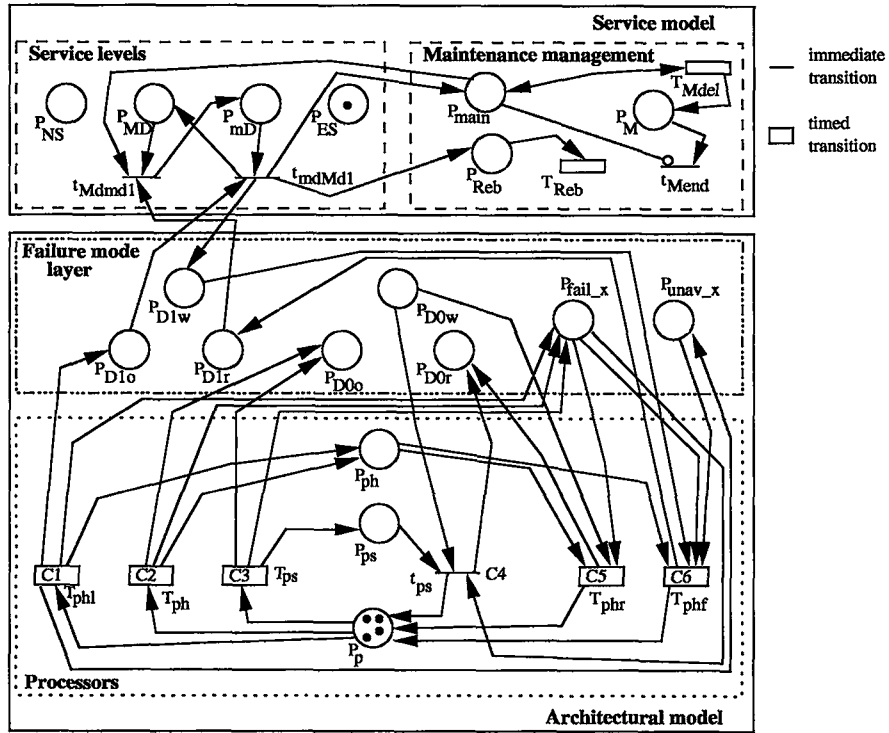 Service model
Service levels
Maintenance management
immediate
transition
timed
transition
P_NS
P_MD
P_mD
P_ES
P_main
T_Mdel
P_M
t_Mdmd1
t_mdMd1
P_Reb
T_Reb
t_Mend
Failure mode
layer
P_D1w
P_D0w
P_fail_x
P_unav_x
P_D1o
P_D1r
P_D0o
P_D0r
P_ph
P_ps
C1
T_phl
C2
T_ph
C3
T_ps
t_ps
C4
C5
T_phr
C6
T_phf
P_p
Processors
Architectural model